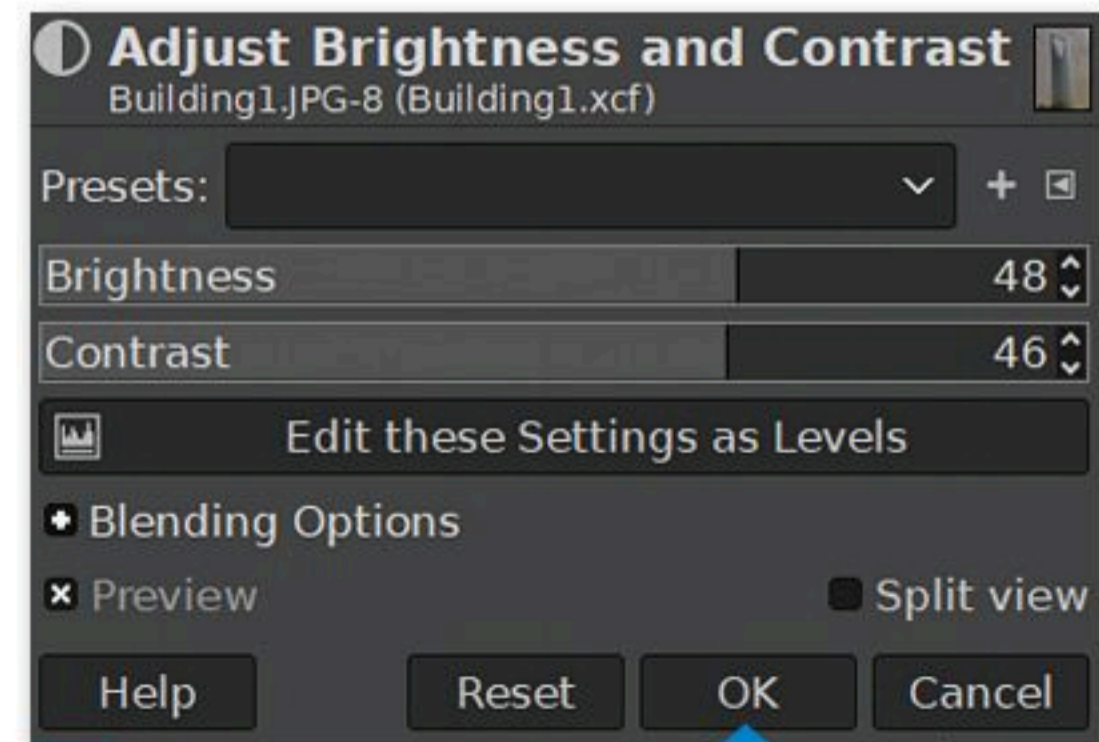 Adjust Brightness and Contrast
Building1.JPG-8 (Building1.xcf)
Presets:
Brightness 48
Contrast 46
Edit these Settings as Levels
Blending Options
Preview Split view
Help Reset OK Cancel